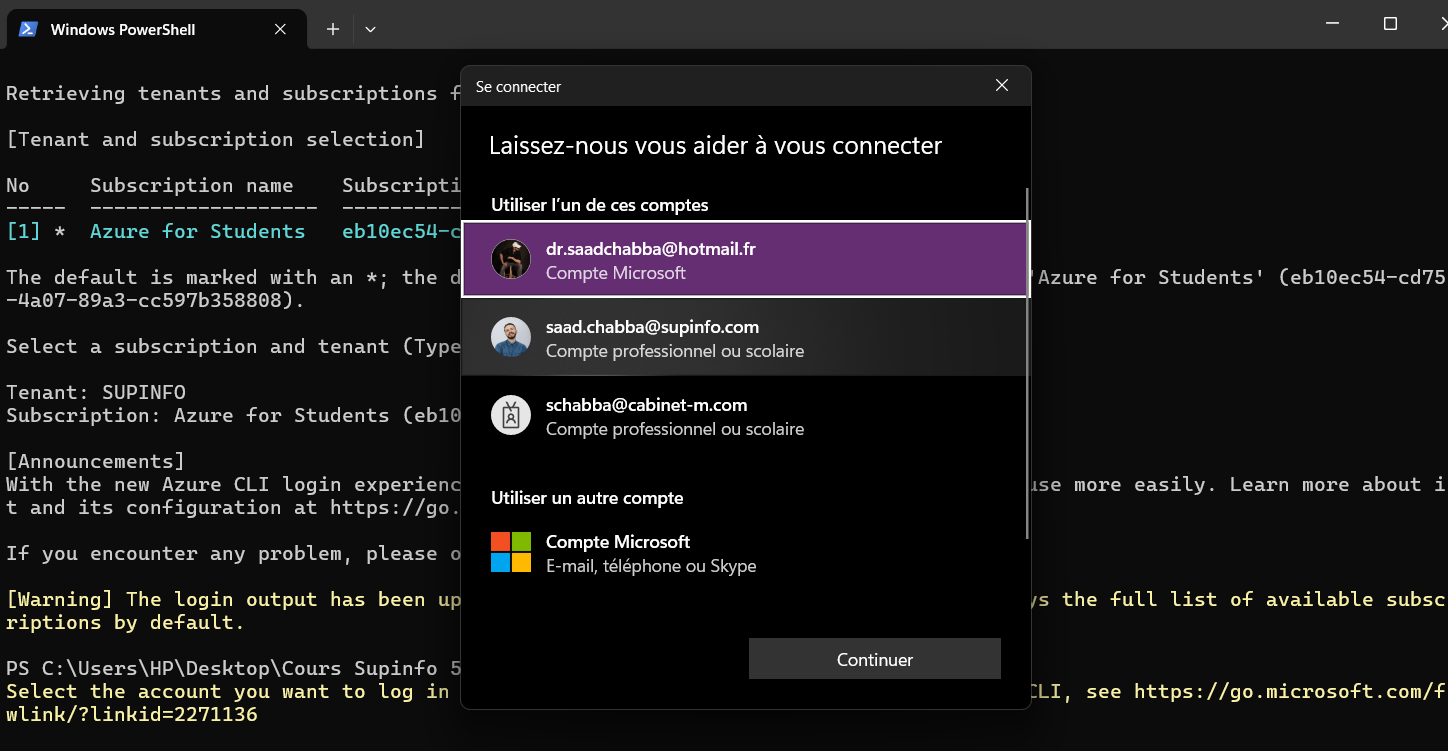 Windows PowerShell
Retrieving tenants and subscriptions f
[Tenant and subscription selection]
No Subscription name Subscripti
[1] * Azure for Students eb10ec54-c
The default is marked with an *; the d 'Azure for Students' (eb10ec54-cd75
-4a07-89a3-cc597b358808).
Select a subscription and tenant (Type
Tenant: SUPINFO
Subscription: Azure for Students (eb10
[Announcements]
With the new Azure CLI login experienc use more easily. Learn more about i
t and its configuration at https://go.
If you encounter any problem, please o
[Warning] The login output has been up ys the full list of available subsc
riptions by default.
PS C:\Users\HP\Desktop\Cours Supinfo 5
Select the account you want to log in CLI, see https://go.microsoft.com/f
wlink/?linkid=2271136
Se connecter
Laissez-nous vous aider à vous connecter
Utiliser l’un de ces comptes
dr.saadchabba@hotmail.fr
Compte Microsoft
saad.chabba@supinfo.com
Compte professionnel ou scolaire
schabba@cabinet-m.com
Compte professionnel ou scolaire
Utiliser un autre compte
Compte Microsoft
E-mail, téléphone ou Skype
Continuer